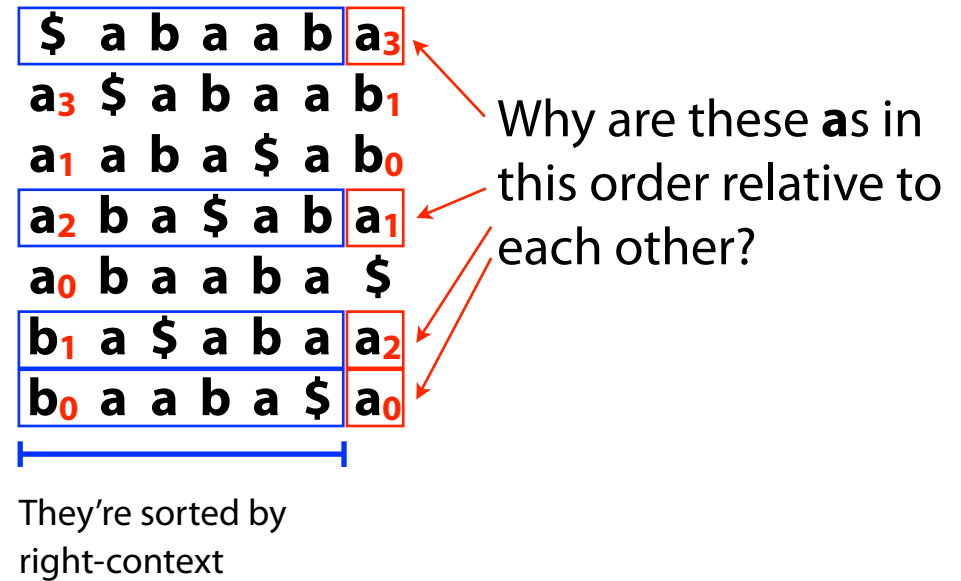 $ a b a a b a3
a3 $ a b a a b1
a1 a b a $ a b0
a2 b a $ a b a1
a0 b a a b a $
b1 a $ a b a a2
b0 a a b a $ a0
Why are these as in
this order relative to
each other?
They’re sorted by
right-context